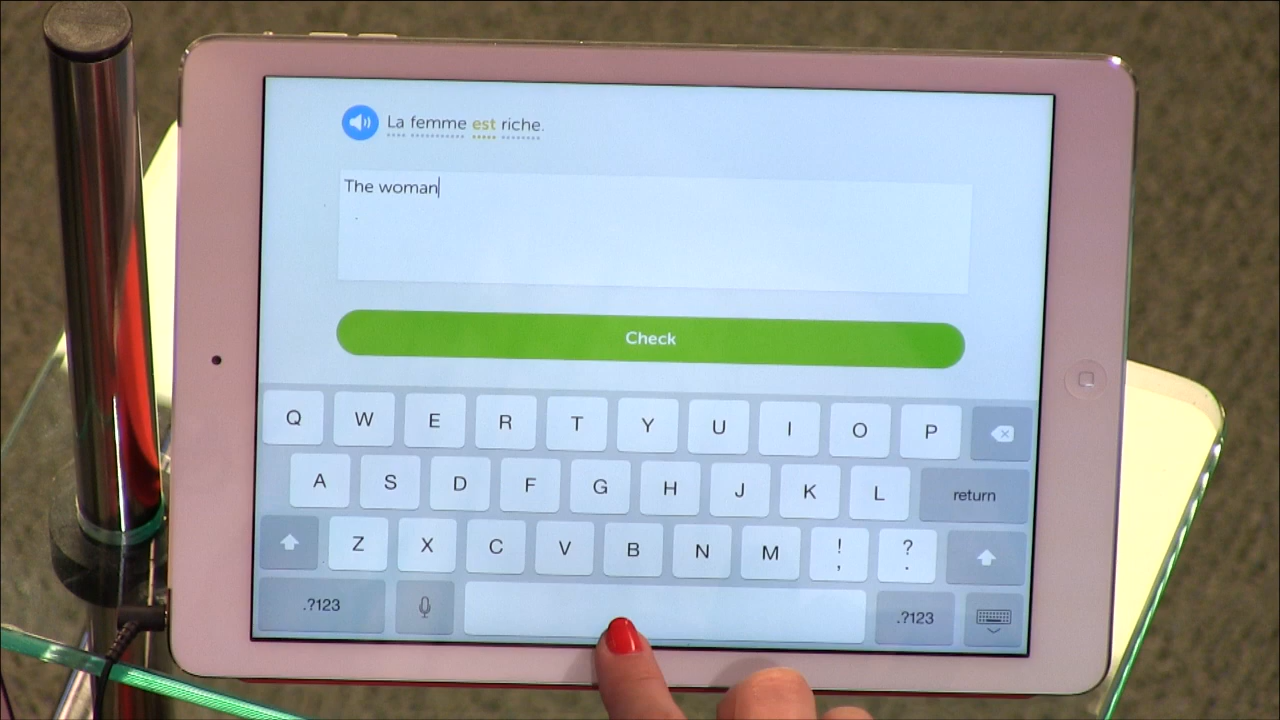 La femme est riche.
The woman
Check
Q W E R T Y U I O P
A S D F G H J K L return
Z X C V B N M ! , ? .
.?123 .?123